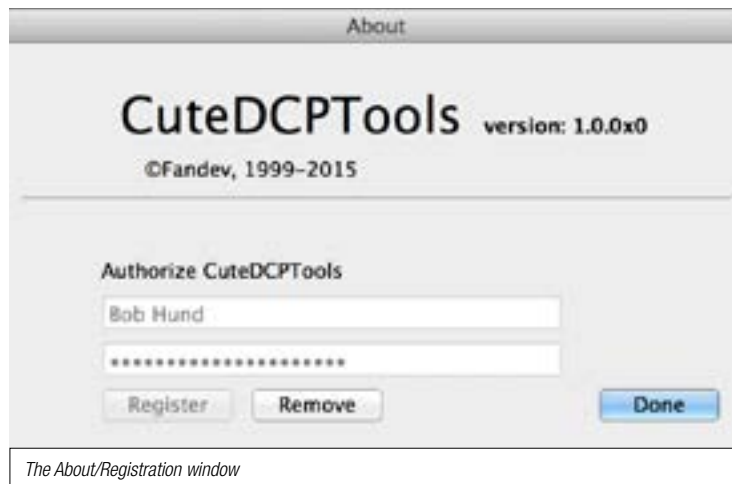 About
CuteDCPTools version: 1.0.0x0
©Fandev, 1999–2015
Authorize CuteDCPTools
Bob Hund
••••••••••••••••••••••
Register Remove Done
The About/Registration window